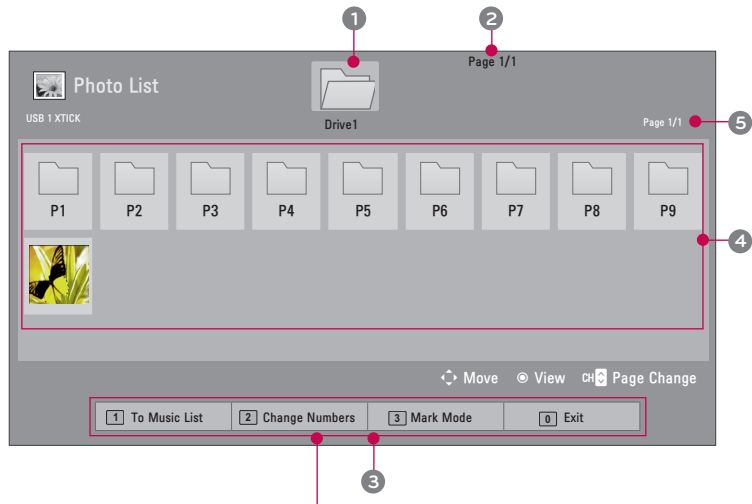 1
2
Page 1/1
Photo List
USB 1 XTICK
Drive1
Page 1/1
5
P1 P2 P3 P4 P5 P6 P7 P8 P9
4
Move View CH Page Change
1 To Music List 2 Change Numbers 3 Mark Mode 0 Exit
3